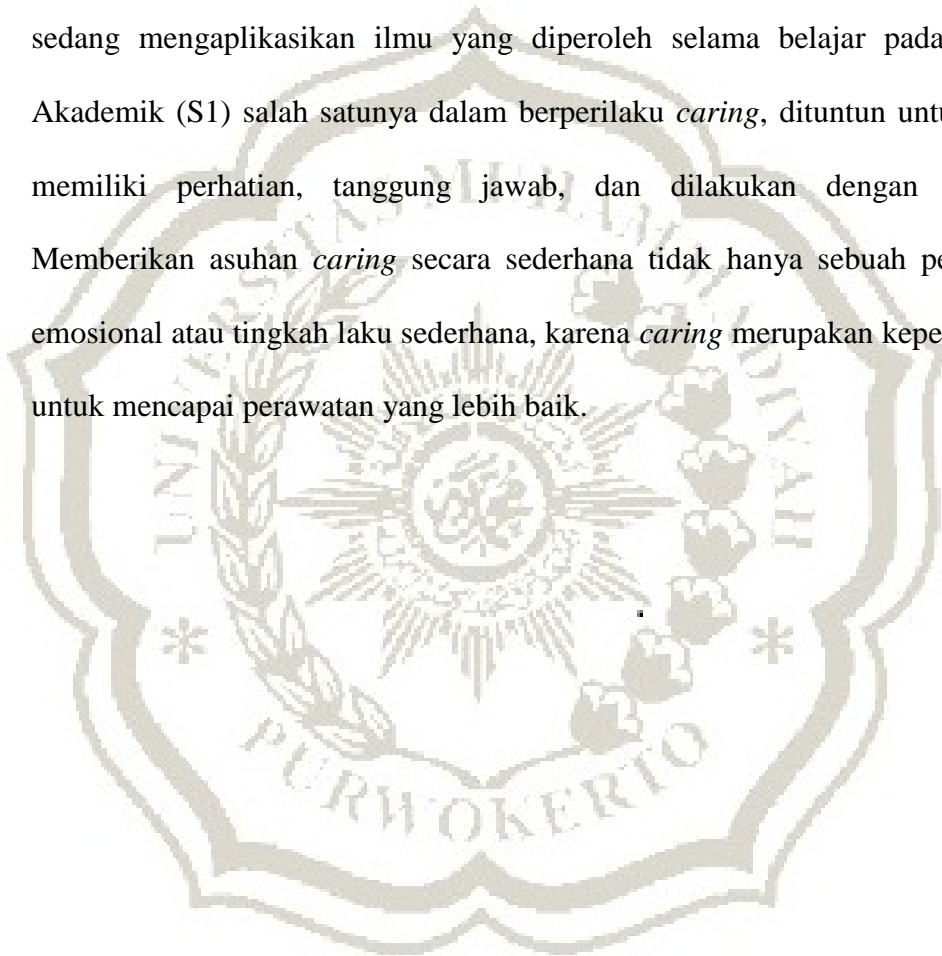 sedang mengaplikasikan ilmu yang diperoleh selama belajar pada
Akademik (S1) salah satunya dalam berperilaku caring, dituntun
memiliki perhatian, tanggung jawab, dan dilakukan dengan
Memberikan asuhan caring secara sederhana tidak hanya sebuah
emosional atau tingkah laku sederhana, karena caring merupakan
untuk mencapai perawatan yang lebih baik.
UNIVERSITAS MUHAMMADIYAH
PURWOKERTO